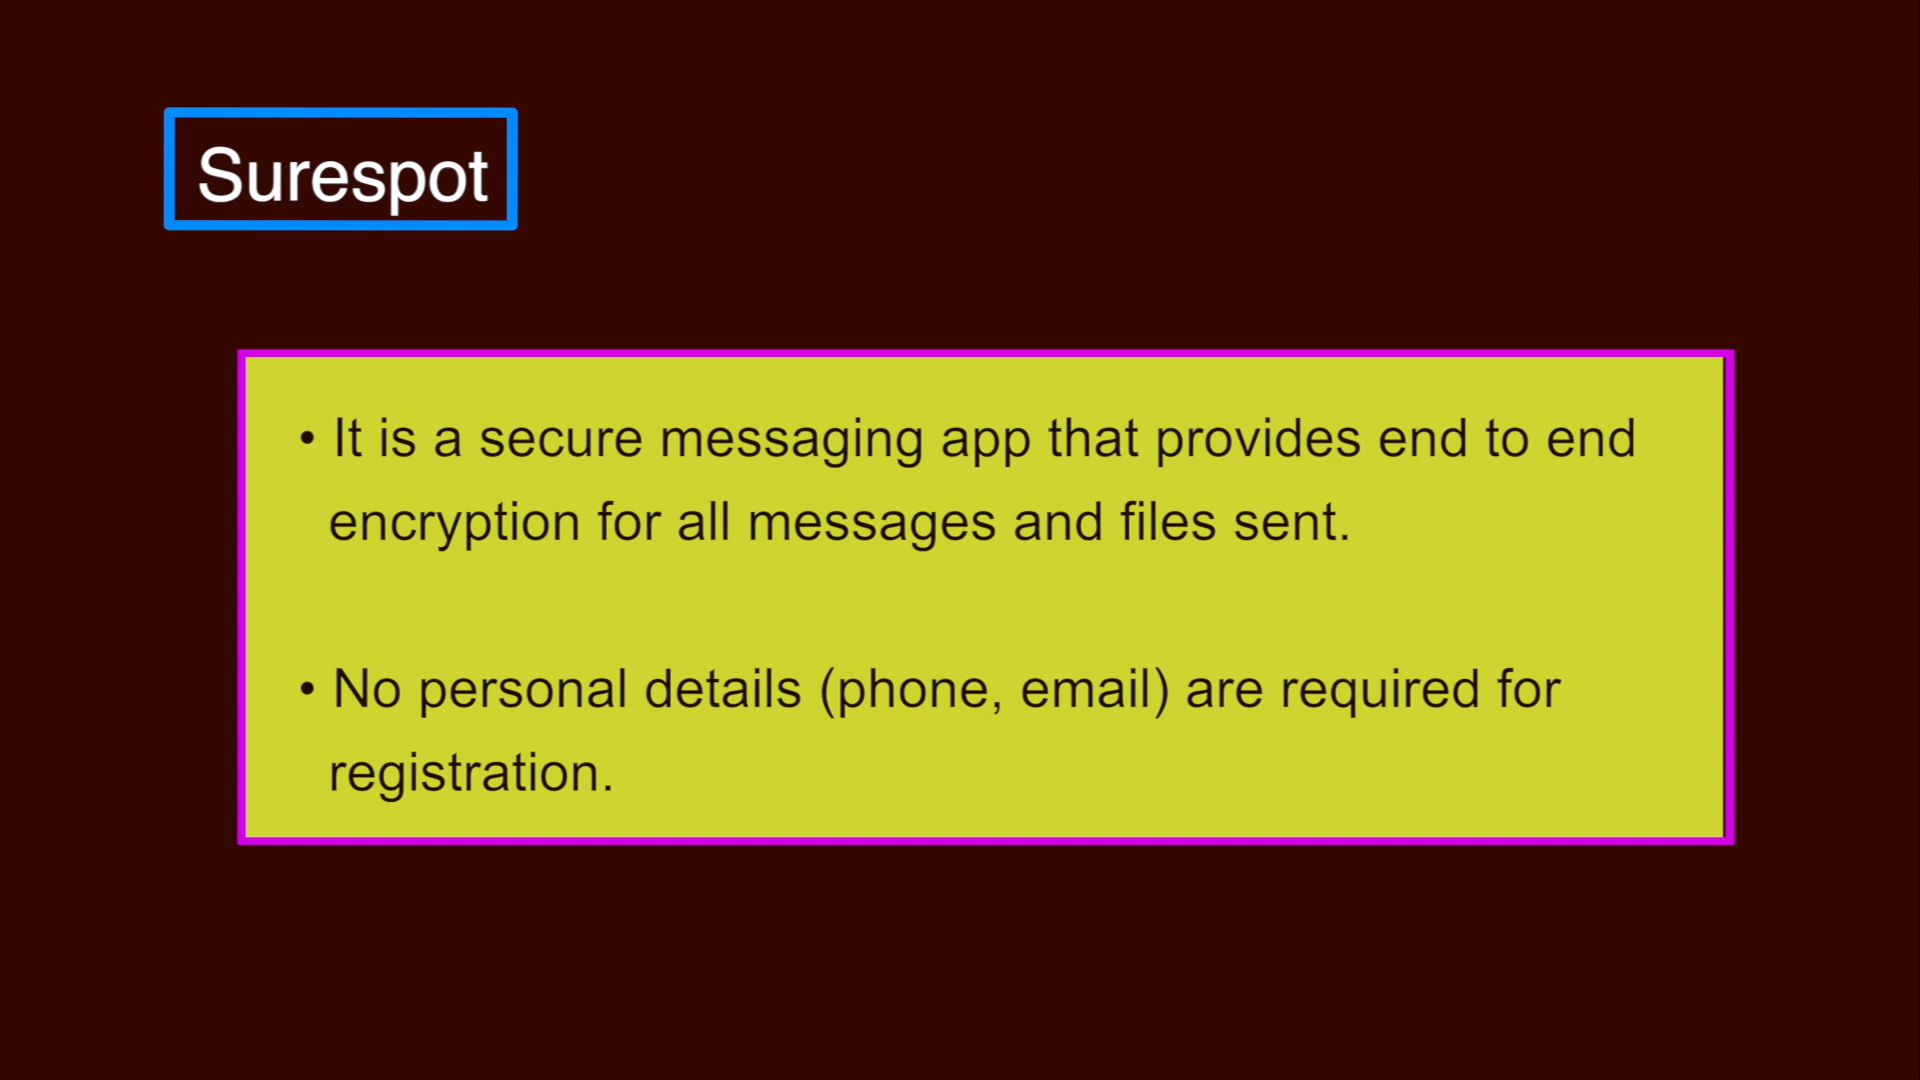 Surespot
• It is a secure messaging app that provides end to end
encryption for all messages and files sent.
• No personal details (phone, email) are required for
registration.